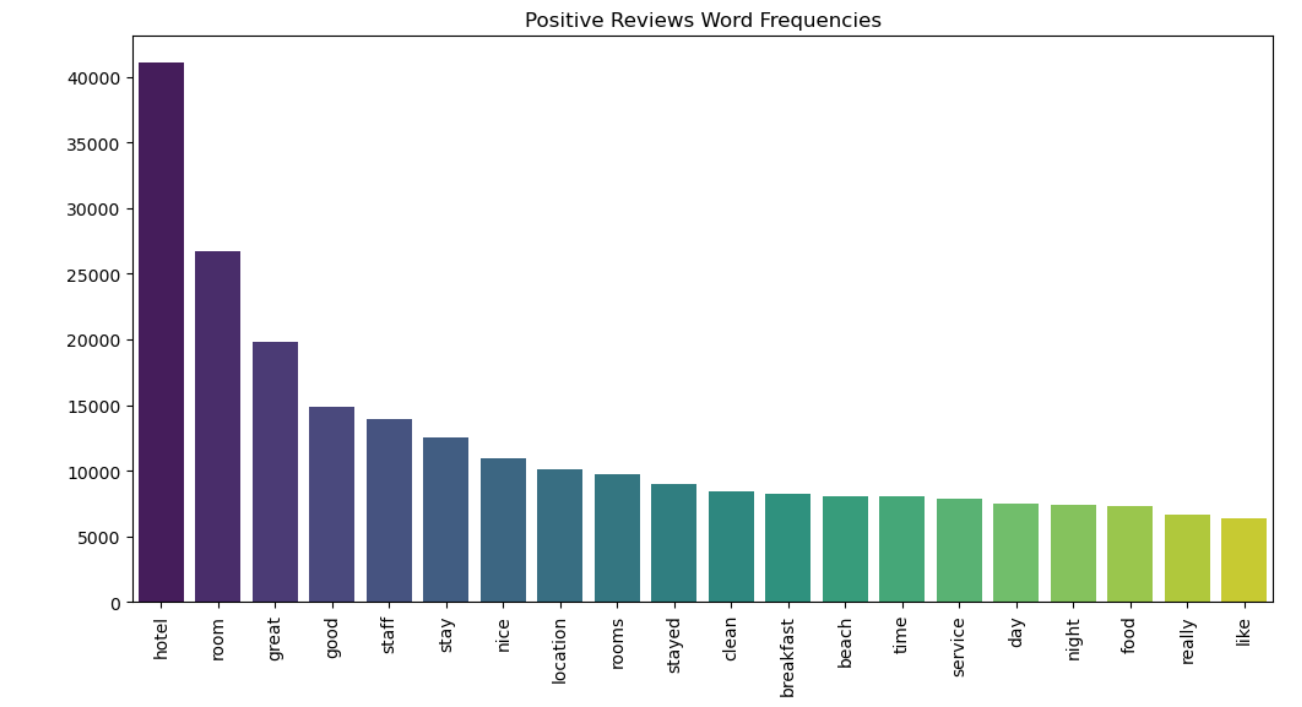 Positive Reviews Word Frequencies
40000
35000
30000
25000
20000
15000
10000
5000
0
hotel
room
great
good
staff
stay
nice
location
rooms
stayed
clean
breakfast
beach
time
service
day
night
food
really
like